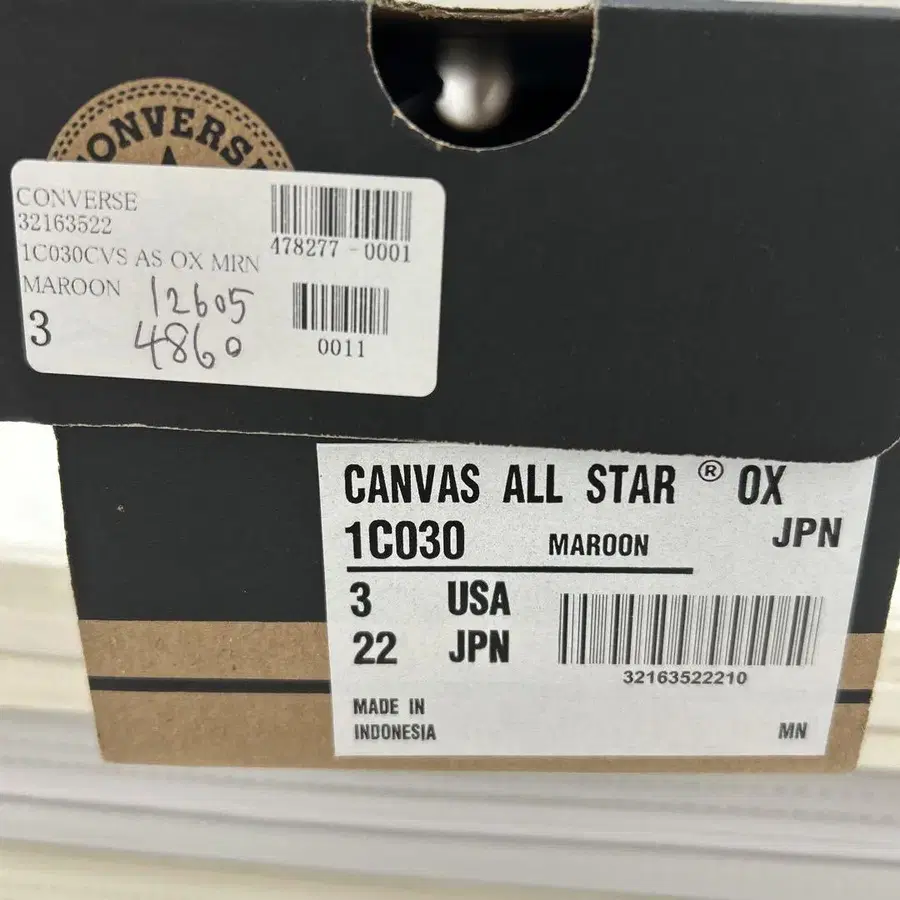 CONVERSE
CONVERSE
32163522
1C030CVS AS OX MRN
MAROON
3
12605
4860
478277 - 0001
0011
CANVAS ALL STAR ® OX
1C030 MAROON JPN
3 USA
22 JPN
32163522210
MADE IN
INDONESIA
MN